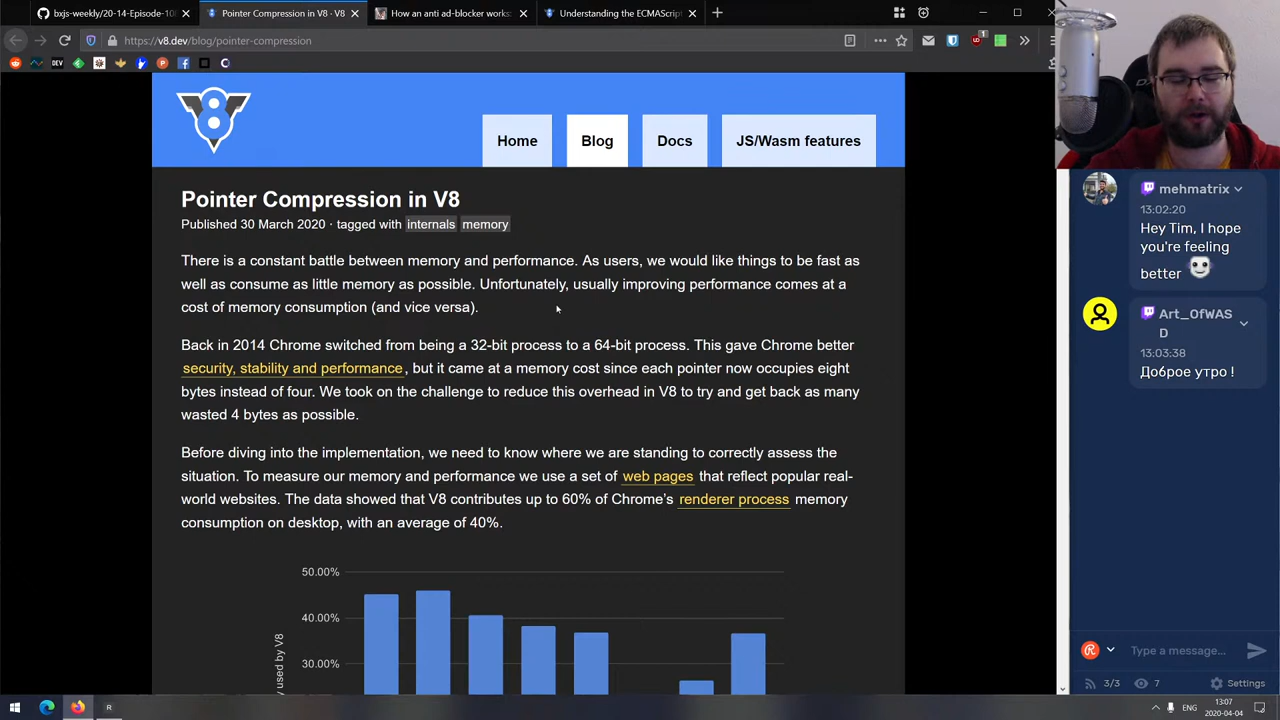 bxjs-weekly/20-14-Episode-108
Pointer Compression in V8 · V8
How an anti ad-blocker works:
Understanding the ECMAScript
https://v8.dev/blog/pointer-compression
1
DEV
Home
Blog
Docs
JS/Wasm features
Pointer Compression in V8
Published 30 March 2020 · tagged with internals memory
There is a constant battle between memory and performance. As users, we would like things to be fast as
well as consume as little memory as possible. Unfortunately, usually improving performance comes at a
cost of memory consumption (and vice versa).
Back in 2014 Chrome switched from being a 32-bit process to a 64-bit process. This gave Chrome better
security, stability and performance, but it came at a memory cost since each pointer now occupies eight
bytes instead of four. We took on the challenge to reduce this overhead in V8 to try and get back as many
wasted 4 bytes as possible.
Before diving into the implementation, we need to know where we are standing to correctly assess the
situation. To measure our memory and performance we use a set of web pages that reflect popular real-
world websites. The data showed that V8 contributes up to 60% of Chrome’s renderer process memory
consumption on desktop, with an average of 40%.
50.00%
40.00%
30.00%
used by V8
mehmatrix
13:02:20
Hey Tim, I hope
you're feeling
better
Art_OfWAS
D
13:03:38
Доброе утро !
Type a message...
3/3
7
Settings
ENG
13:07
2020-04-04